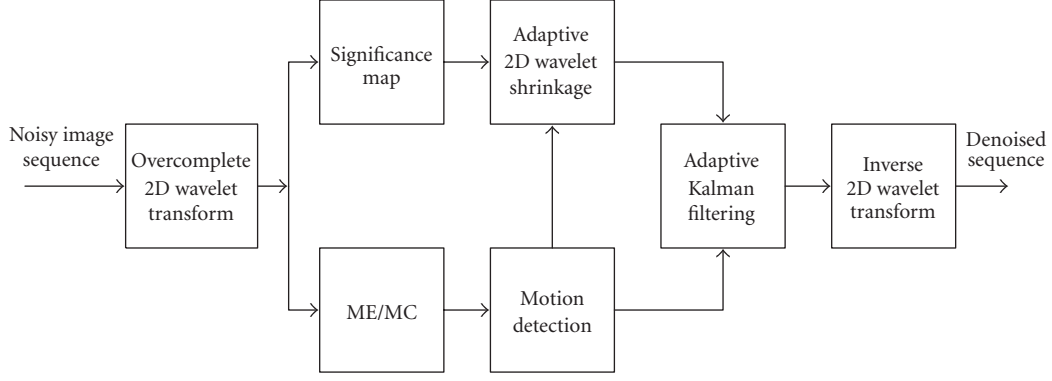 Noisy image
sequence
Overcomplete
2D wavelet
transform
Significance
map
Adaptive
2D wavelet
shrinkage
ME/MC
Motion
detection
Adaptive
Kalman
filtering
Inverse
2D wavelet
transform
Denoised
sequence